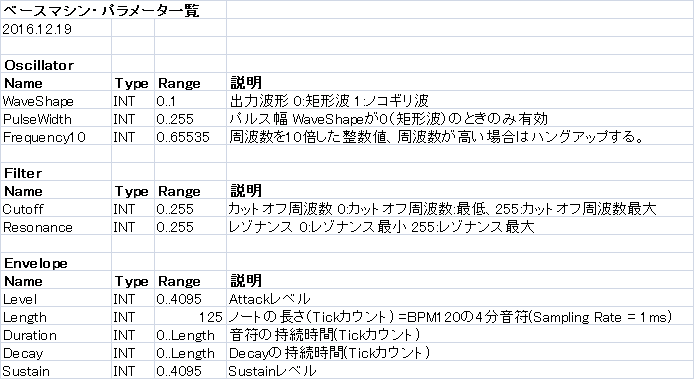 ベースマシン・パラメータ一覧
2016.12.19
Oscillator
Name Type Range 説明
WaveShape INT 0..1 出力波形 0:矩形波 1:ノコギリ波
PulseWidth INT 0..255 パルス幅 WaveShapeが0(矩形波)のときのみ有効
Frequency10 INT 0..65535 周波数を10倍した整数値、周波数が高い場合はハングアップする。
Filter
Name Type Range 説明
Cutoff INT 0..255 カットオフ周波数 0:カットオフ周波数:最低、255:カットオフ周波数最大
Resonance INT 0..255 レゾナンス 0:レゾナンス最小 255:レゾナンス最大
Envelope
Name Type Range 説明
Level INT 0..4095 Attackレベル
Length INT 125 ノートの長さ(Tickカウント) =BPM120の4分音符(Sampling Rate = 1ms)
Duration INT 0..Length 音符の持続時間(Tickカウント)
Decay INT 0..Length Decayの持続時間(Tickカウント)
Sustain INT 0..4095 Sustainレベル